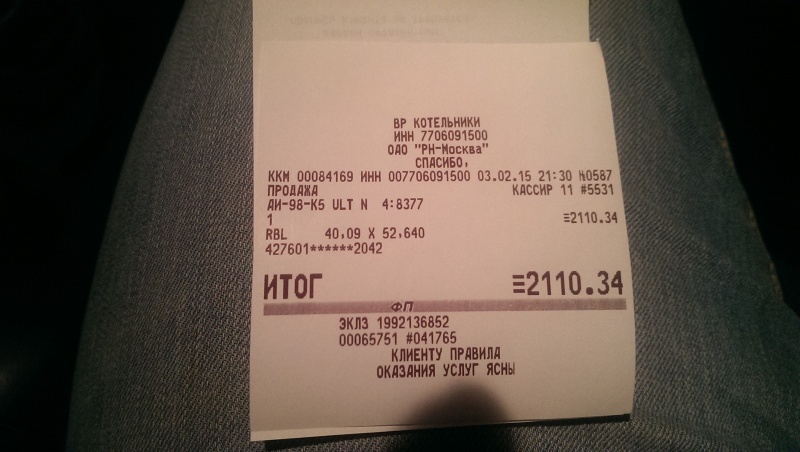 ВР КОТЕЛЬНИКИ
ИНН 7706091500
ОАО "РН-Москва"
СПАСИБО,
ККМ 00084169 ИНН 007706091500 03.02.15 21:30 №0587
ПРОДАЖА КАССИР 11 #5531
АИ-98-К5 ULT N 4:8377
1 ≡2110.34
RBL 40,09 X 52,640
427601******2042
ИТОГ ≡2110.34
ФП
ЭКЛЗ 1992136852
00065751 #041765
КЛИЕНТУ ПРАВИЛА
ОКАЗАНИЯ УСЛУГ ЯСНЫ